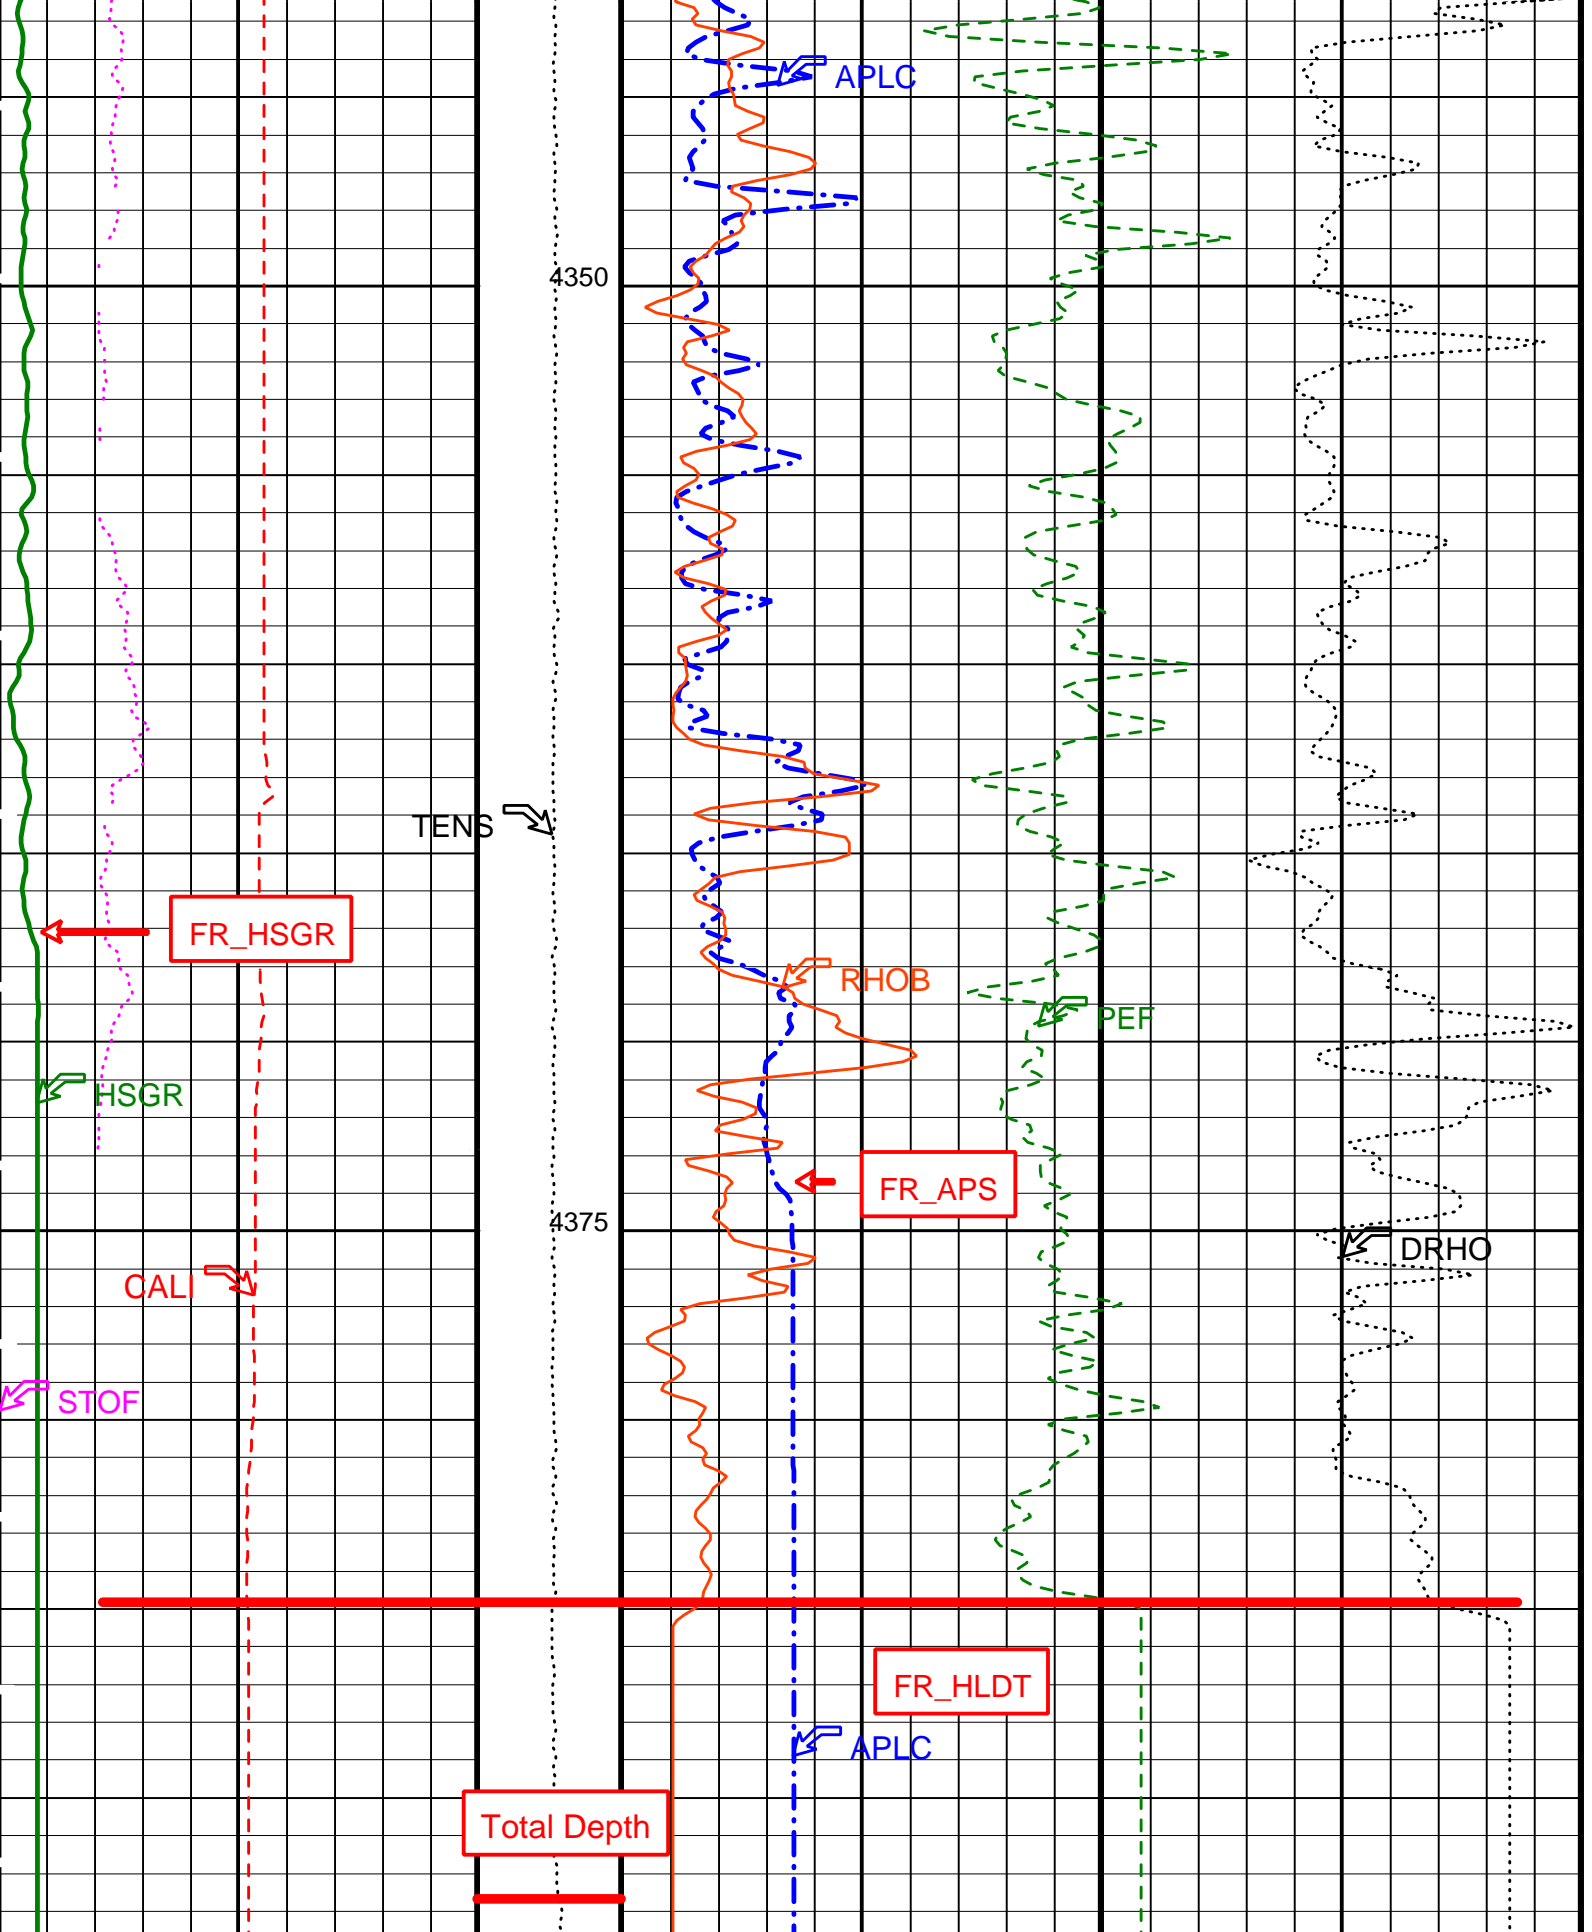 APLC
4350
TENS
FR_HSGR
RHOB
PEF
HSGR
FR_APS
4375
DRHO
CALI
STOF
FR_HLDT
APLC
Total Depth